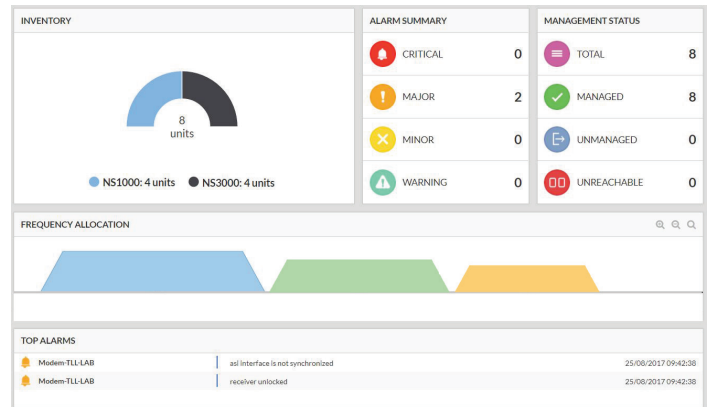 INVENTORY
8
units
NS1000: 4 units NS3000: 4 units
ALARM SUMMARY
CRITICAL 0
MAJOR 2
MINOR 0
WARNING 0
MANAGEMENT STATUS
TOTAL 8
MANAGED 8
UNMANAGED 0
UNREACHABLE 0
FREQUENCY ALLOCATION
TOP ALARMS
Modem-TLL-LAB asi interface is not synchronized 25/08/2017 09:42:38
Modem-TLL-LAB receiver unlocked 25/08/2017 09:42:38